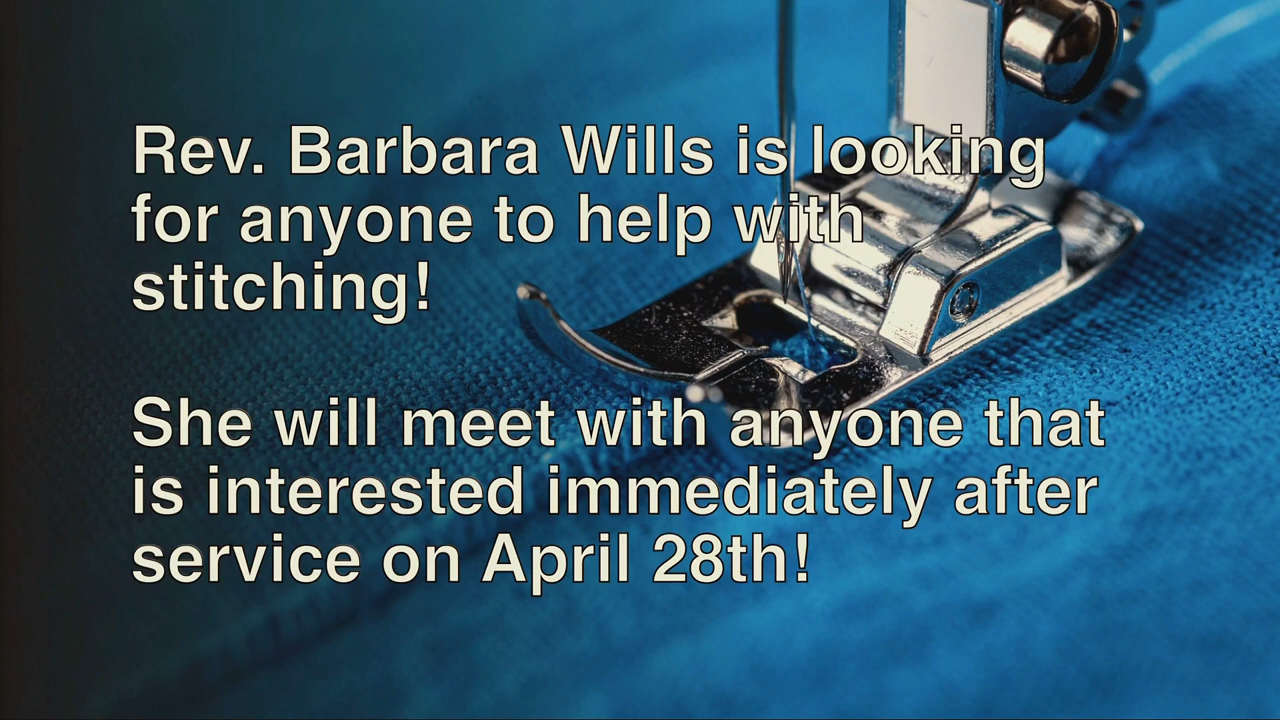 Rev. Barbara Wills is looking
for anyone to help with
stitching!
She will meet with anyone that
is interested immediately after
service on April 28th!